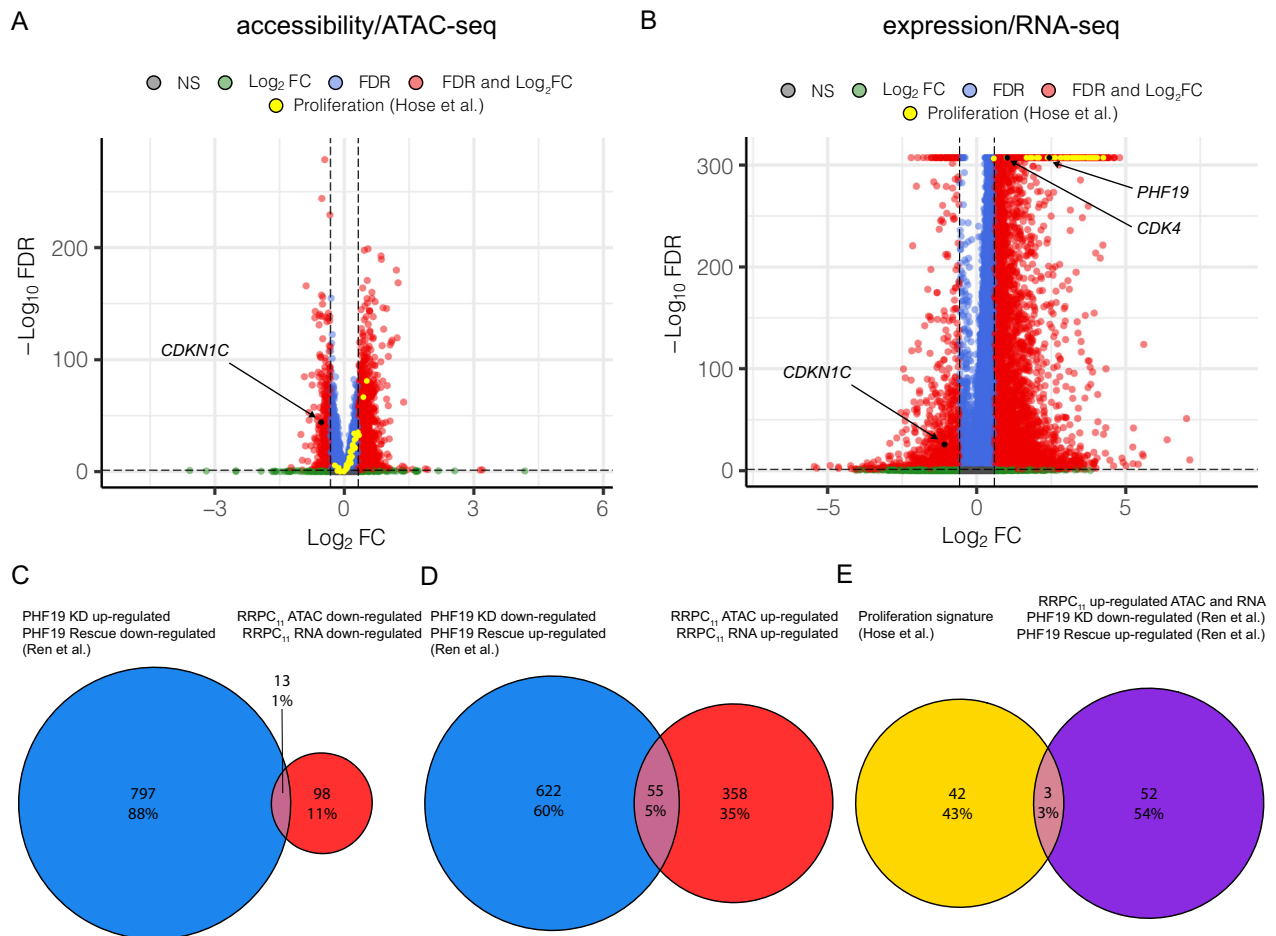 A
accessibility/ATAC-seq
NS Log₂ FC FDR FDR and Log₂FC
Proliferation (Hose et al.)
−Log₁₀ FDR
200
100
0
CDKN1C
−3 0 3 6
Log₂ FC
B
expression/RNA-seq
NS Log₂ FC FDR FDR and Log₂FC
Proliferation (Hose et al.)
−Log₁₀ FDR
300
200
100
0
PHF19
CDK4
CDKN1C
−5 0 5
Log₂ FC
C
PHF19 KD up-regulated
PHF19 Rescue down-regulated
(Ren et al.)
RRPC₁₁ ATAC down-regulated
RRPC₁₁ RNA down-regulated
13
1%
797
88%
98
11%
D
PHF19 KD down-regulated
PHF19 Rescue up-regulated
(Ren et al.)
RRPC₁₁ ATAC up-regulated
RRPC₁₁ RNA up-regulated
622
60%
55
5%
358
35%
E
Proliferation signature
(Hose et al.)
RRPC₁₁ up-regulated ATAC and RNA
PHF19 KD down-regulated (Ren et al.)
PHF19 Rescue up-regulated (Ren et al.)
42
43%
3
3%
52
54%